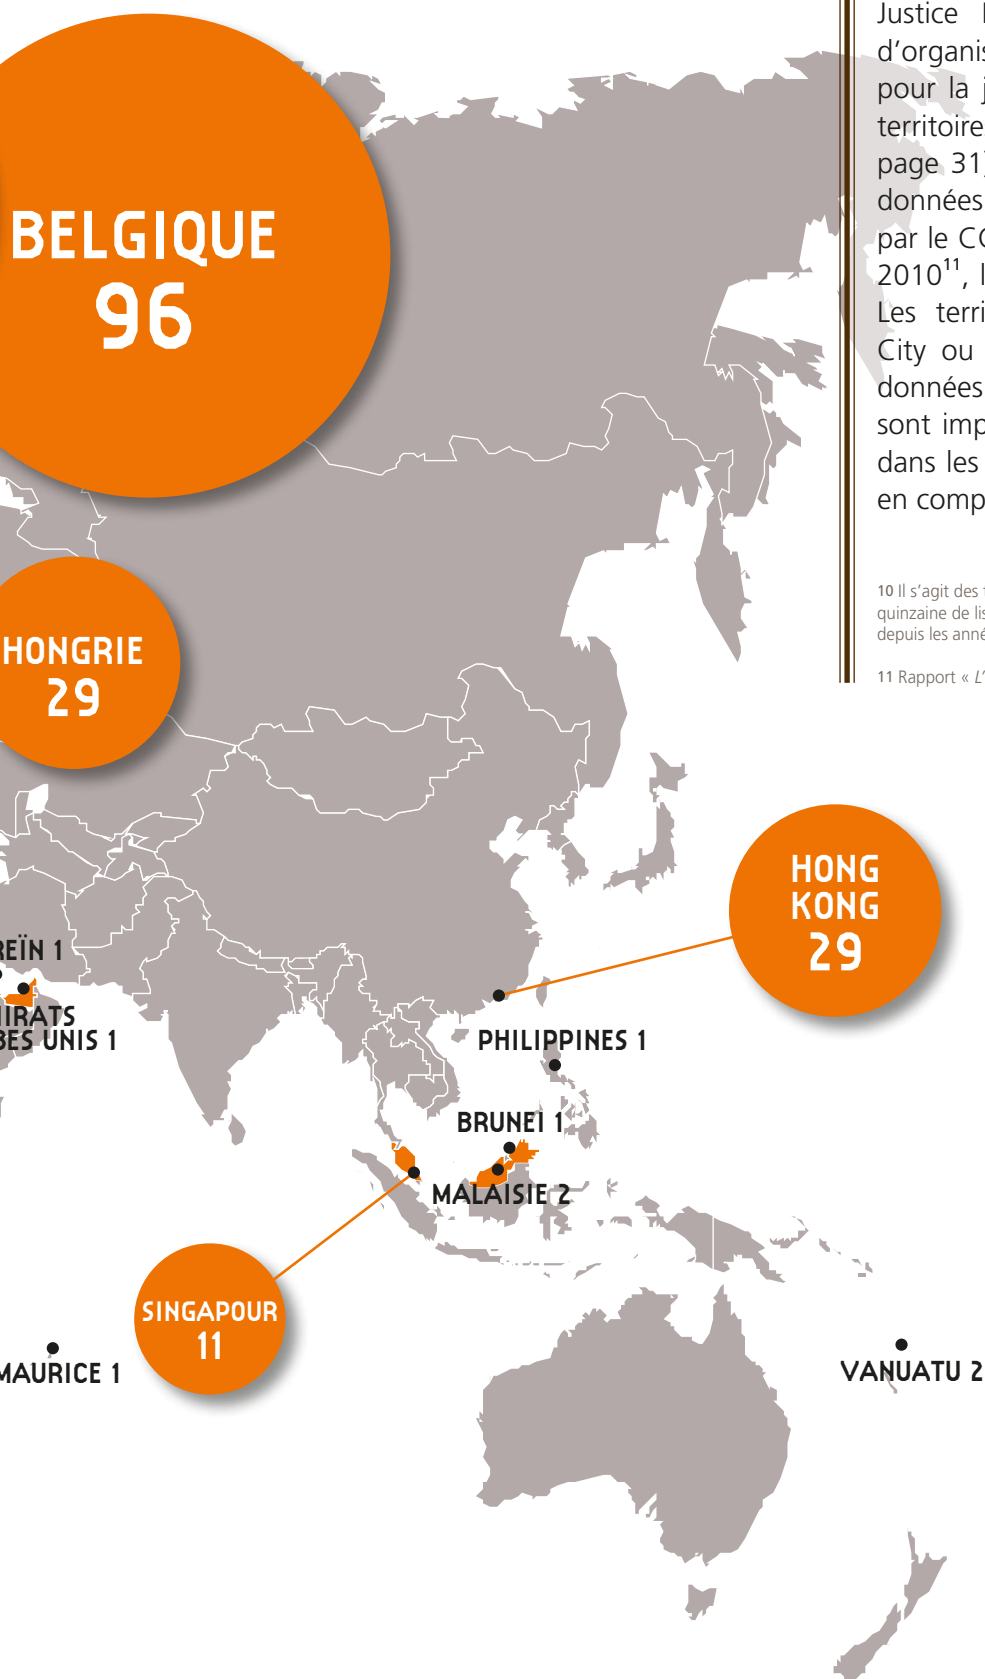 BELGIQUE
96
HONGRIE
29
REÏN 1
IRATS
BES UNIS 1
HONG
KONG
29
PHILIPPINES 1
BRUNEÏ 1
MALAISIE 2
SINGAPOUR
11
MAURICE 1
VANUATU 2
Justice
d'organis
pour la j
territoire
page 31)
données
par le CC
2010¹¹, l
Les terri
City ou
données
sont imp
dans les
en comp
10 Il s'agit des t
quinzaine de lis
depuis les anné
11 Rapport « L'